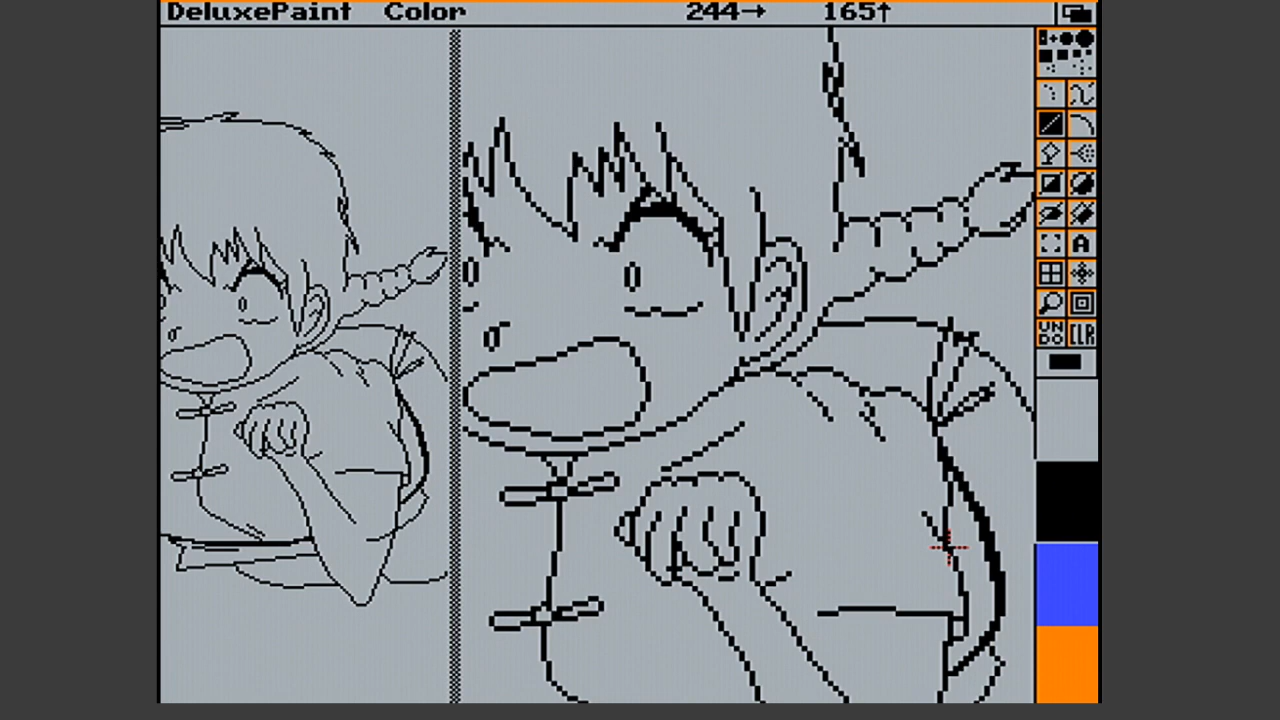 DeluxePaint Color 244→ 165↑
A
UN
DO CLR